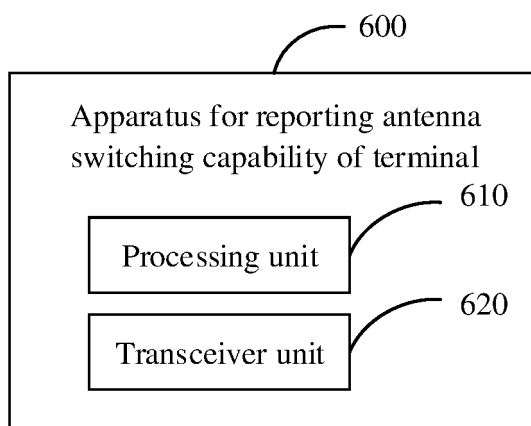 600
Apparatus for reporting antenna
switching capability of terminal
610
Processing unit
620
Transceiver unit